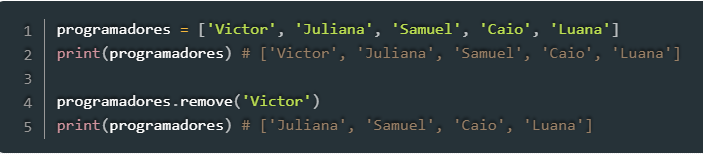 1 programadores = ['Victor', 'Juliana', 'Samuel', 'Caio', 'Luana']
2 print(programadores) # ['Victor', 'Juliana', 'Samuel', 'Caio', 'Luana']
3
4 programadores.remove('Victor')
5 print(programadores) # ['Juliana', 'Samuel', 'Caio', 'Luana']